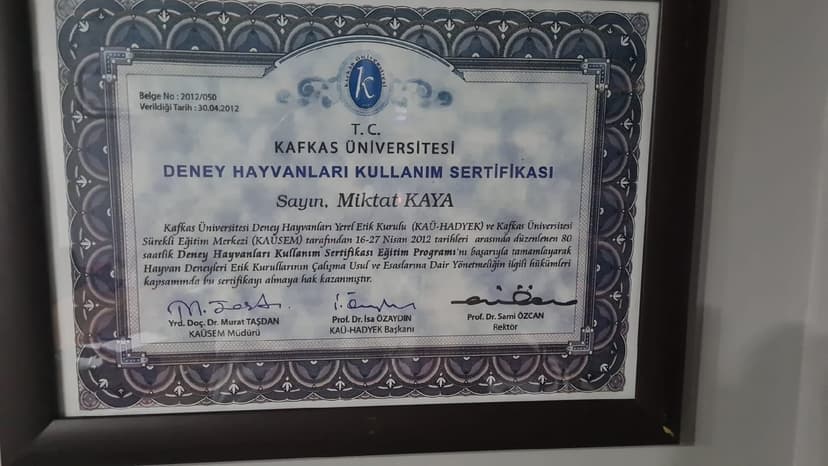 KAFKAS ÜNİVERSİTESİ
k
Belge No : 2012/050
Verildiği Tarih : 30.04.2012
T. C.
KAFKAS ÜNİVERSİTESİ
DENEY HAYVANLARI KULLANIM SERTİFİKASI
Sayın, Miktat KAYA
Kafkas Üniversitesi Deney Hayvanları Yerel Etik Kurulu (KAÜ-HADYEK) ve Kafkas Üniversitesi
Sürekli Eğitim Merkezi (KAÜSEM) tarafından 16-27 Nisan 2012 tarihleri arasında düzenlenen 80
saatlik Deney Hayvanları Kullanım Sertifikası Eğitim Programı'nı başarıyla tamamlayarak
Hayvan Deneyleri Etik Kurullarının Çalışma Usul ve Esaslarına Dair Yönetmeliğin ilgili hükümleri
kapsamında bu sertifikayı almaya hak kazanmıştır.
Yrd. Doç. Dr. Murat TAŞDAN
KAÜSEM Müdürü
Prof. Dr. İsa ÖZAYDIN
KAÜ-HADYEK Başkanı
Prof. Dr. Sami ÖZCAN
Rektör